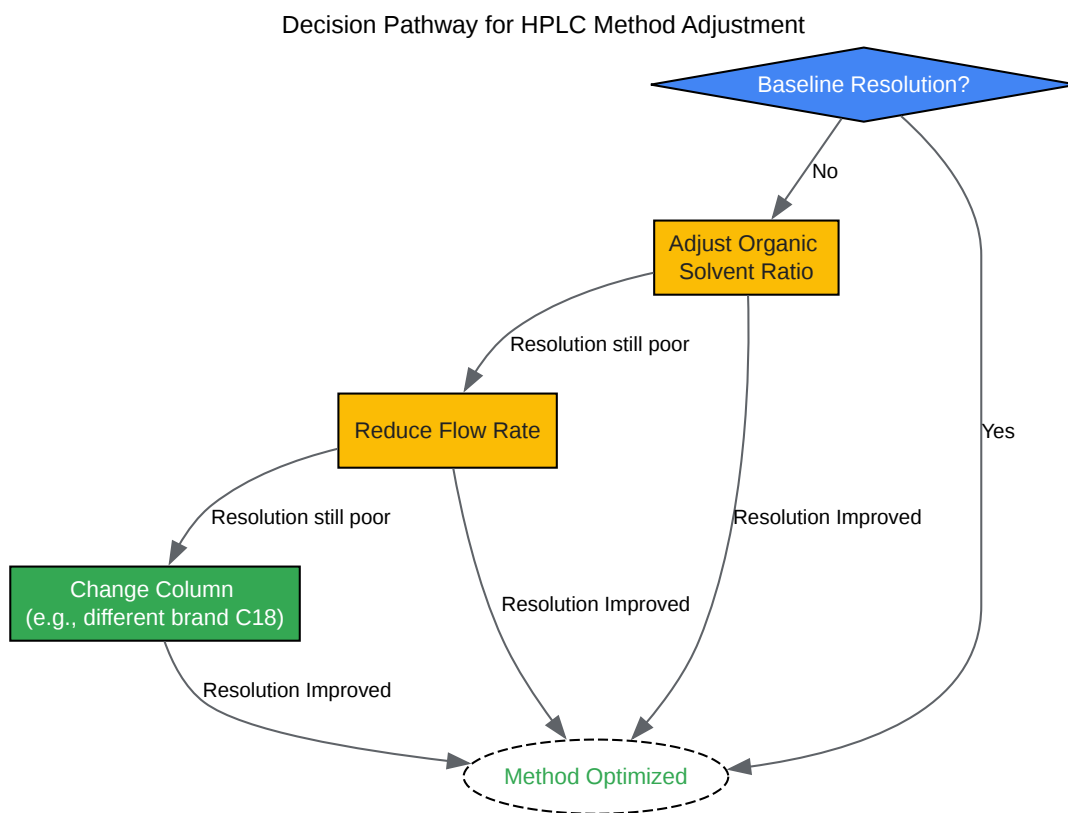 Decision Pathway for HPLC Method Adjustment
Baseline Resolution?
No
Adjust Organic
Solvent Ratio
Resolution still poor
Reduce Flow Rate
Yes
Resolution still poor
Resolution Improved
Change Column
(e.g., different brand C18)
Resolution Improved
Resolution Improved
Method Optimized